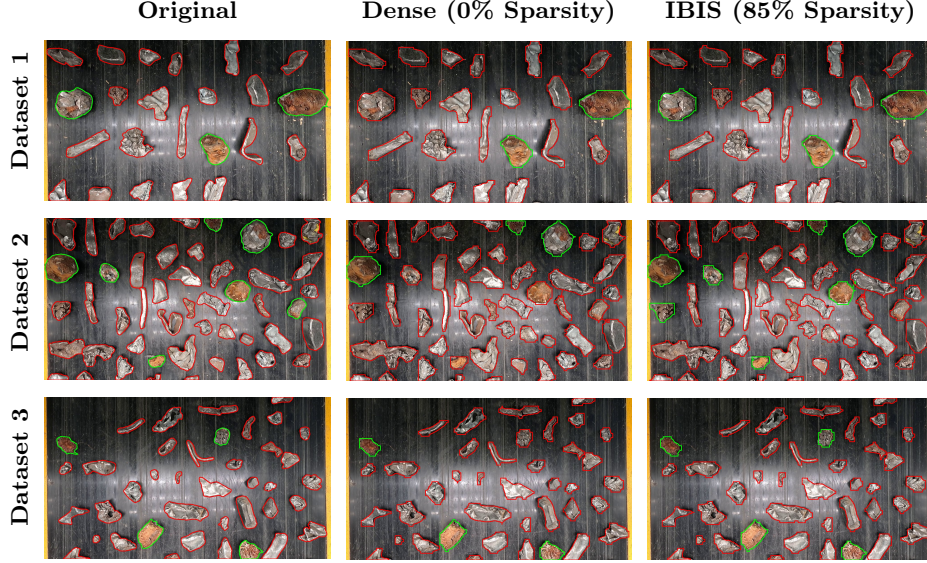 Original Dense (0% Sparsity) IBIS (85% Sparsity)
Dataset 1
Dataset 2
Dataset 3